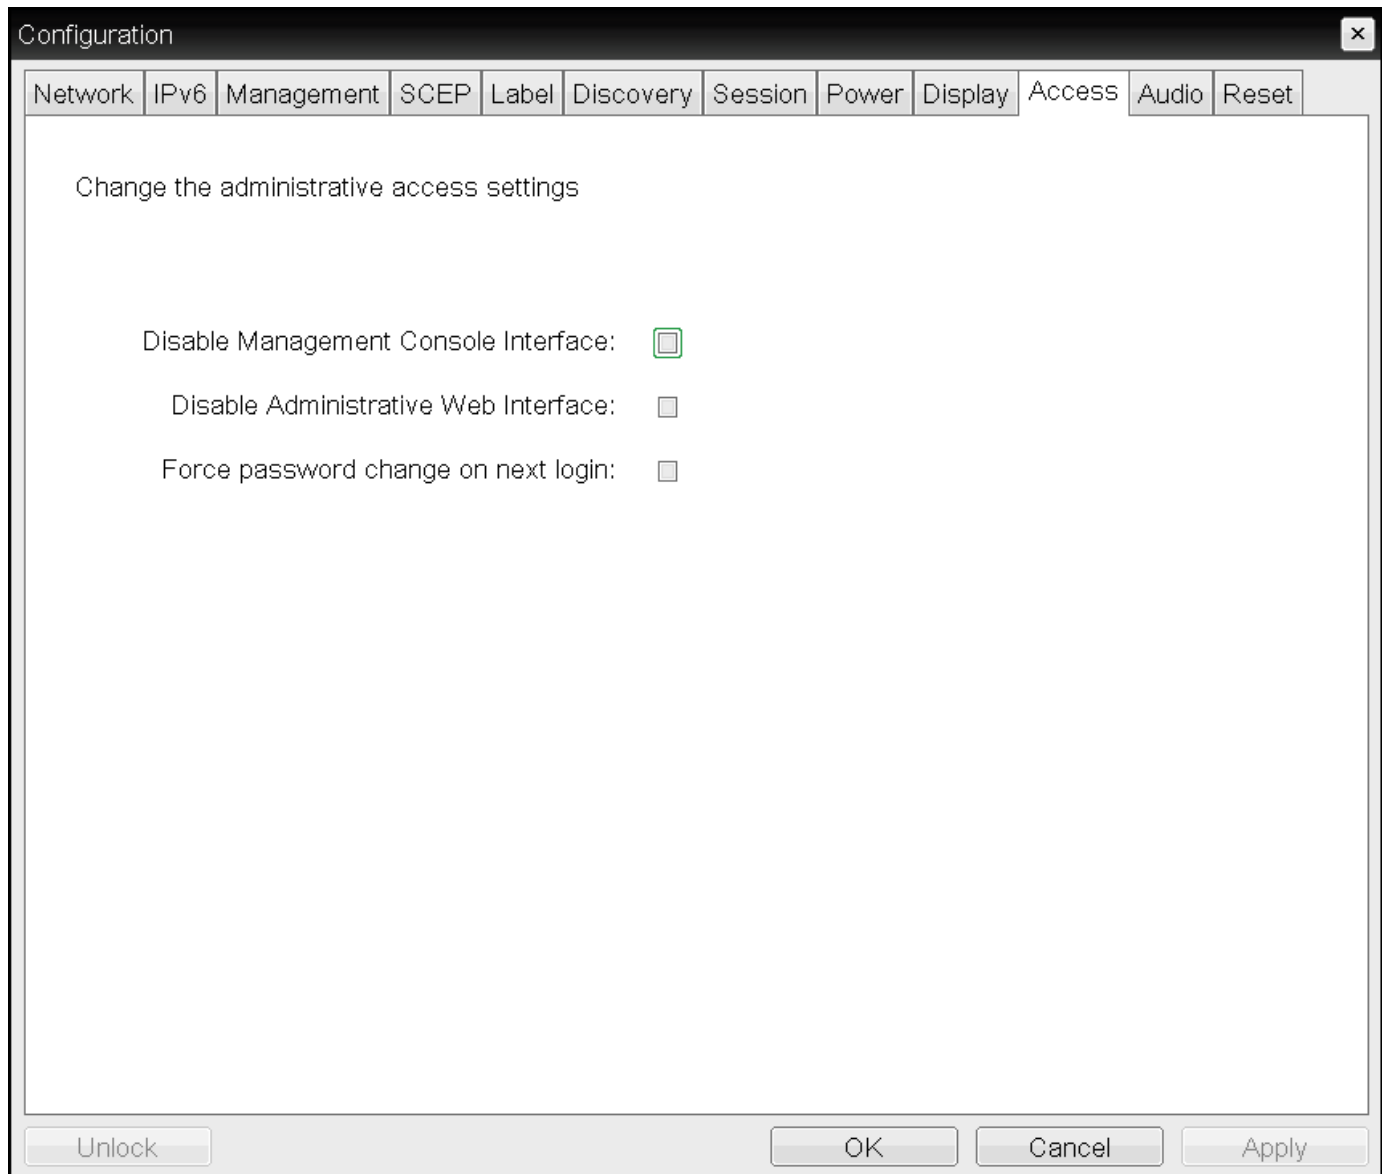 Configuration
Network IPv6 Management SCEP Label Discovery Session Power Display Access Audio Reset
Change the administrative access settings
Disable Management Console Interface:
Disable Administrative Web Interface:
Force password change on next login:
Unlock OK Cancel Apply